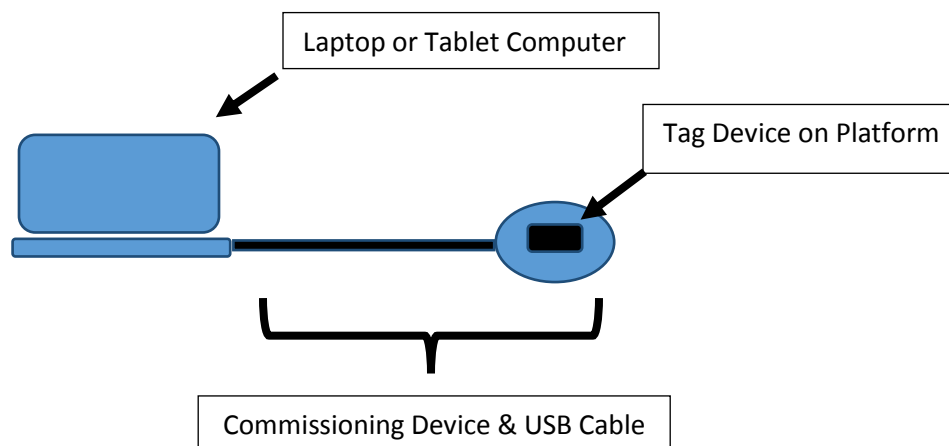 Laptop or Tablet Computer
Tag Device on Platform
Commissioning Device & USB Cable